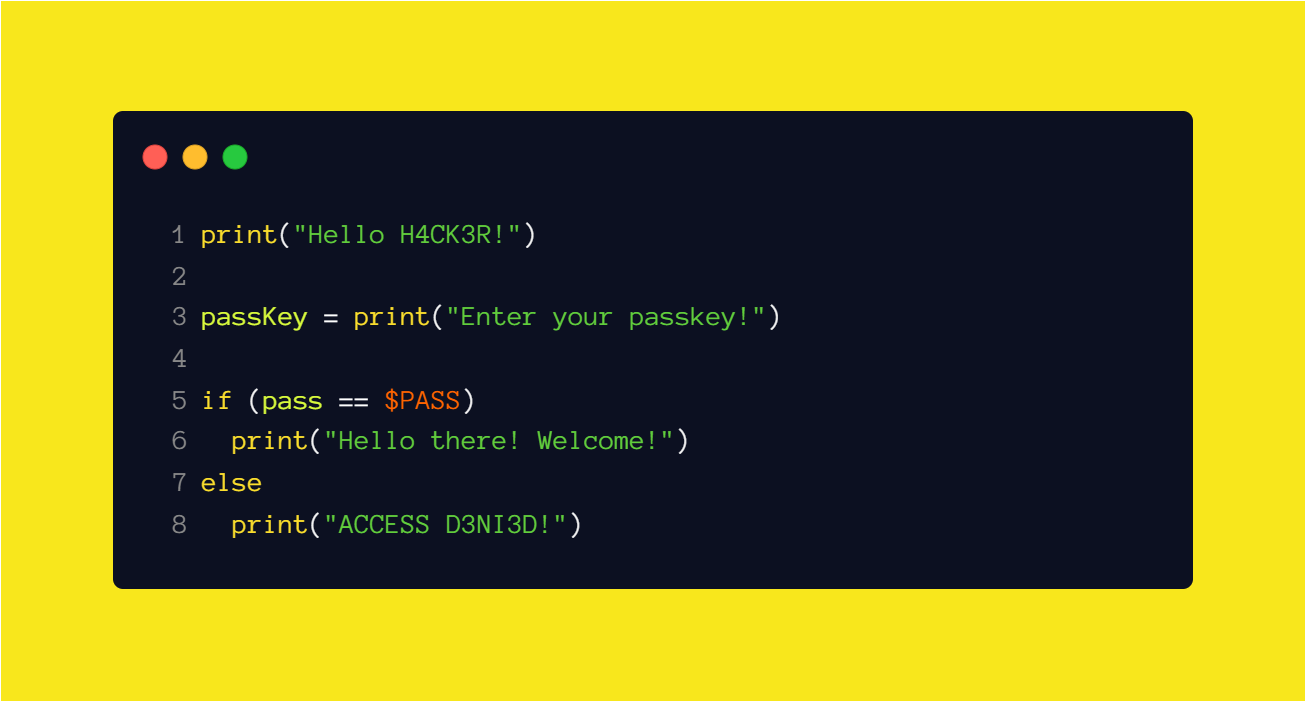 1 print("Hello H4CK3R!")
2
3 passKey = print("Enter your passkey!")
4
5 if (pass == $PASS)
6   print("Hello there! Welcome!")
7 else
8   print("ACCESS D3NI3D!")